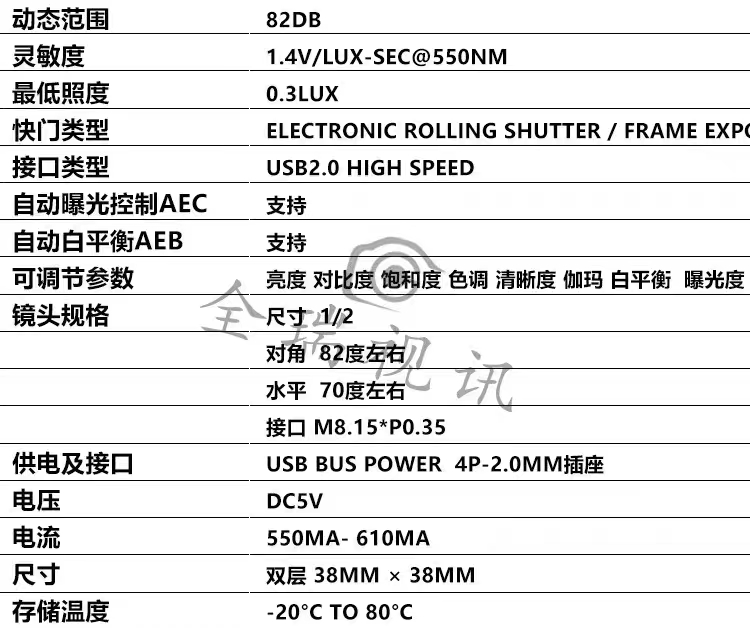 动态范围 82DB
灵敏度 1.4V/LUX-SEC@550NM
最低照度 0.3LUX
快门类型 ELECTRONIC ROLLING SHUTTER / FRAME EXPO
接口类型 USB2.0 HIGH SPEED
自动曝光控制AEC 支持
自动白平衡AEB 支持
可调节参数 亮度 对比度 饱和度 色调 清晰度 伽玛 白平衡 曝光度
镜头规格 尺寸 1/2
对角 82度左右
水平 70度左右
接口 M8.15*P0.35
供电及接口 USB BUS POWER 4P-2.0MM插座
电压 DC5V
电流 550MA- 610MA
尺寸 双层 38MM × 38MM
存储温度 -20°C TO 80°C
全瑞视讯